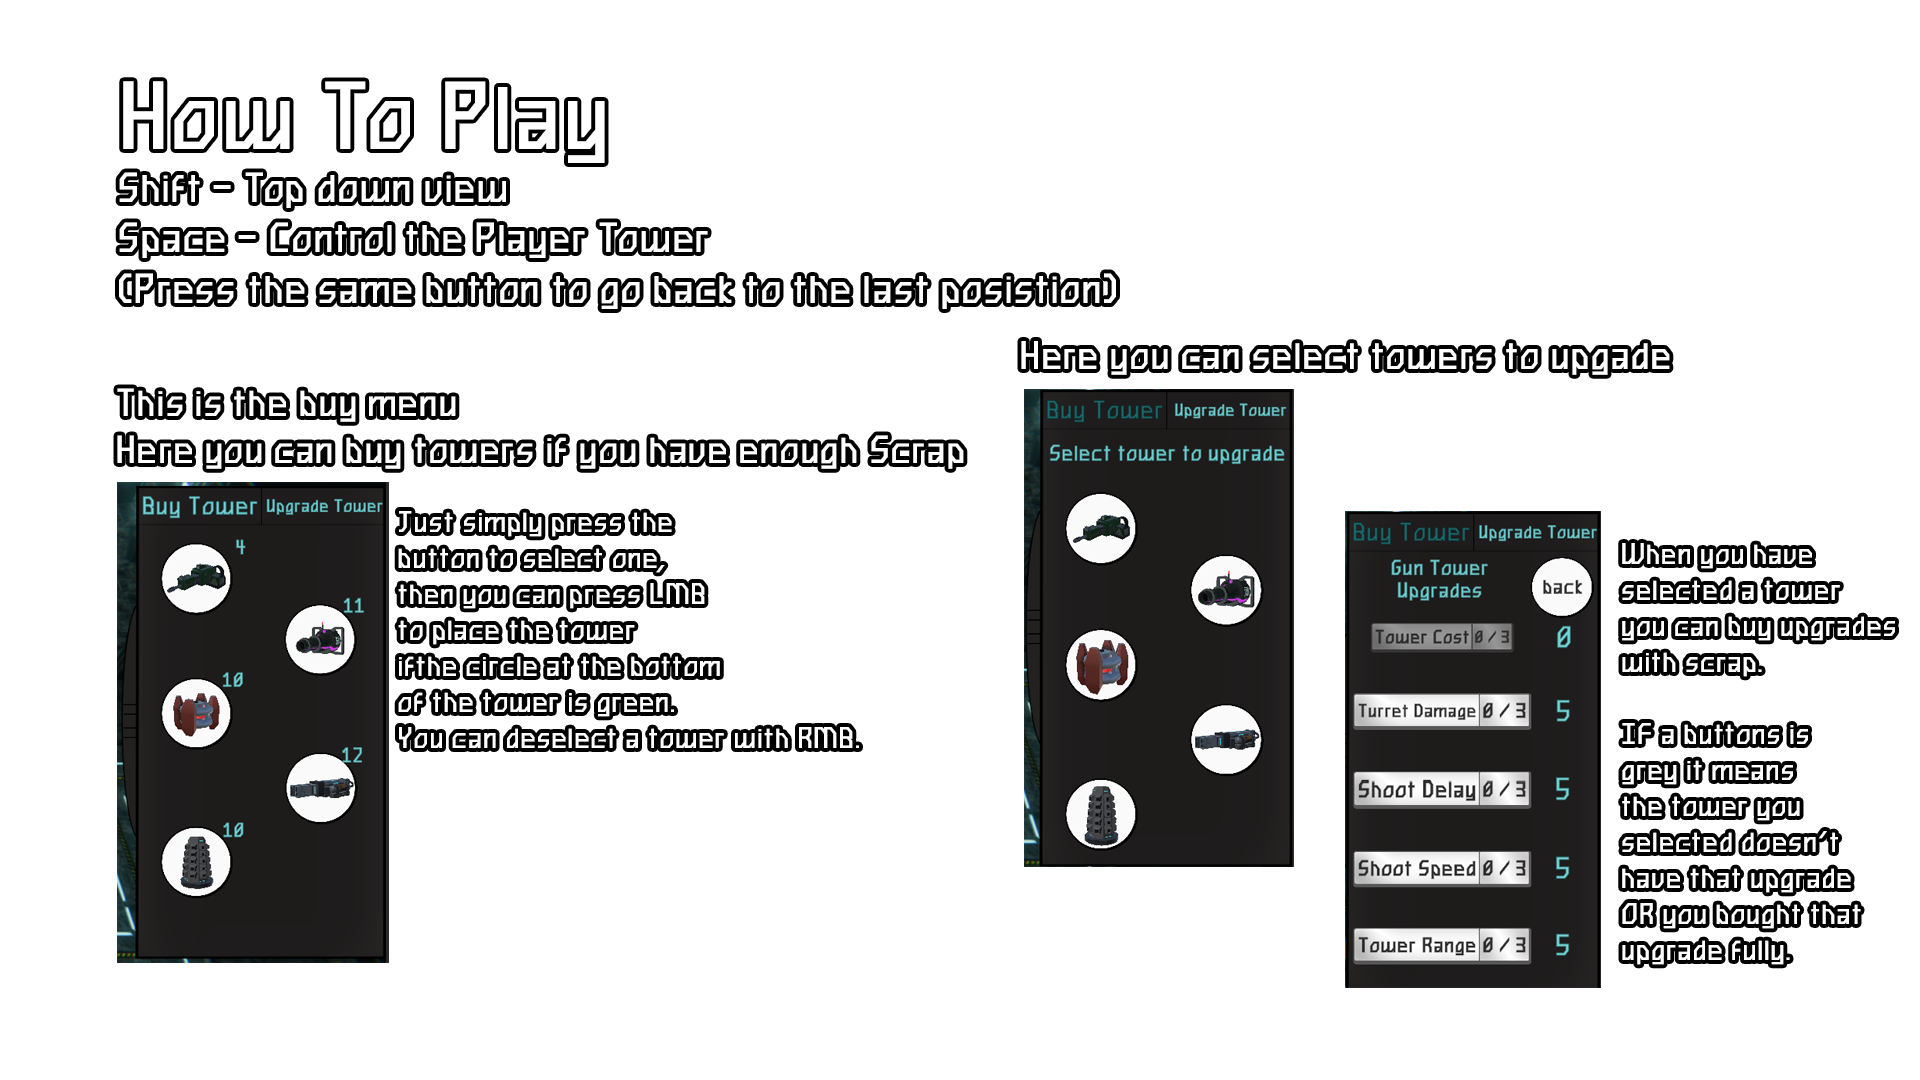 How To Play
Shift - Top down view
Space - Control the Player Tower
(Press the same button to go back to the last posistion)
This is the buy menu
Here you can buy towers if you have enough Scrap
Buy Tower Upgrade Tower
4
11
10
12
10
Just simply press the
button to select one,
then you can press LMB
to place the tower
ifthe circle at the bottom
of the tower is green.
You can deselect a tower with RMB.
Here you can select towers to upgade
Buy Tower Upgrade Tower
Select tower to upgrade
Buy Tower Upgrade Tower
Gun Tower
Upgrades
back
Tower Cost 0 / 3 0
Turret Damage 0 / 3 5
Shoot Delay 0 / 3 5
Shoot Speed 0 / 3 5
Tower Range 0 / 3 5
When you have
selected a tower
you can buy upgrades
with scrap.
If a buttons is
grey it means
the tower you
selected doesn't
have that upgrade
OR you bought that
upgrade fully.